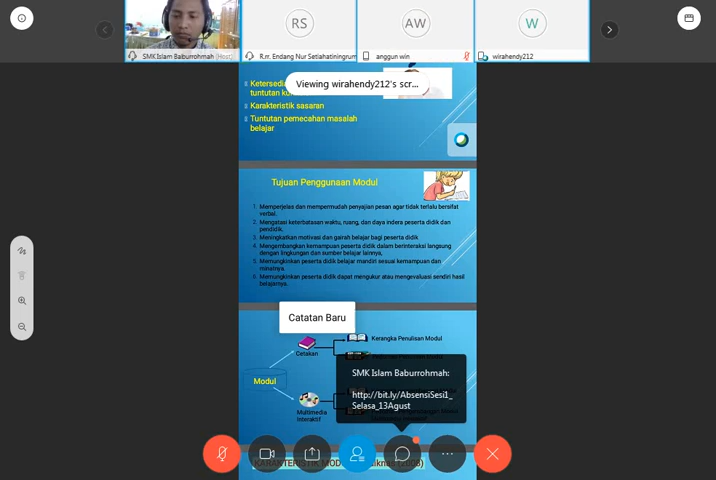 RS
AW
W
SMK Islam Baburrohmah (Host)
R.rr. Endang Nur Setiahatiningrum
anggun win
wirahendy212
Viewing wirahendy212's scr...
Karakteristik sasaran
Tuntutan pemecahan masalah
belajar
Tujuan Penggunaan Modul
1. Memperjelas dan mempermudah penyajian pesan agar tidak terlalu bersifat
verbal.
2. Mengatasi keterbatasan waktu, ruang, dan daya indera peserta didik dan
pendidik.
3. Meningkatkan motivasi dan gairah belajar bagi peserta didik
4. Mengembangkan kemampuan peserta didik dalam berinteraksi langsung
dengan lingkungan dan sumber belajar lainnya,
5. Memungkinkan peserta didik belajar mandiri sesuai kemampuan dan
minatnya.
6. Memungkinkan peserta didik dapat mengukur atau mengevaluasi sendiri hasil
belajarnya.
Catatan Baru
Kerangka Penulisan Modul
Cetakan
Modul
Multimedia
Interaktif
SMK Islam Baburrohmah:
http://bit.ly/AbsensiSesi1_
Selasa_13Agust
KARAKTERISTIK